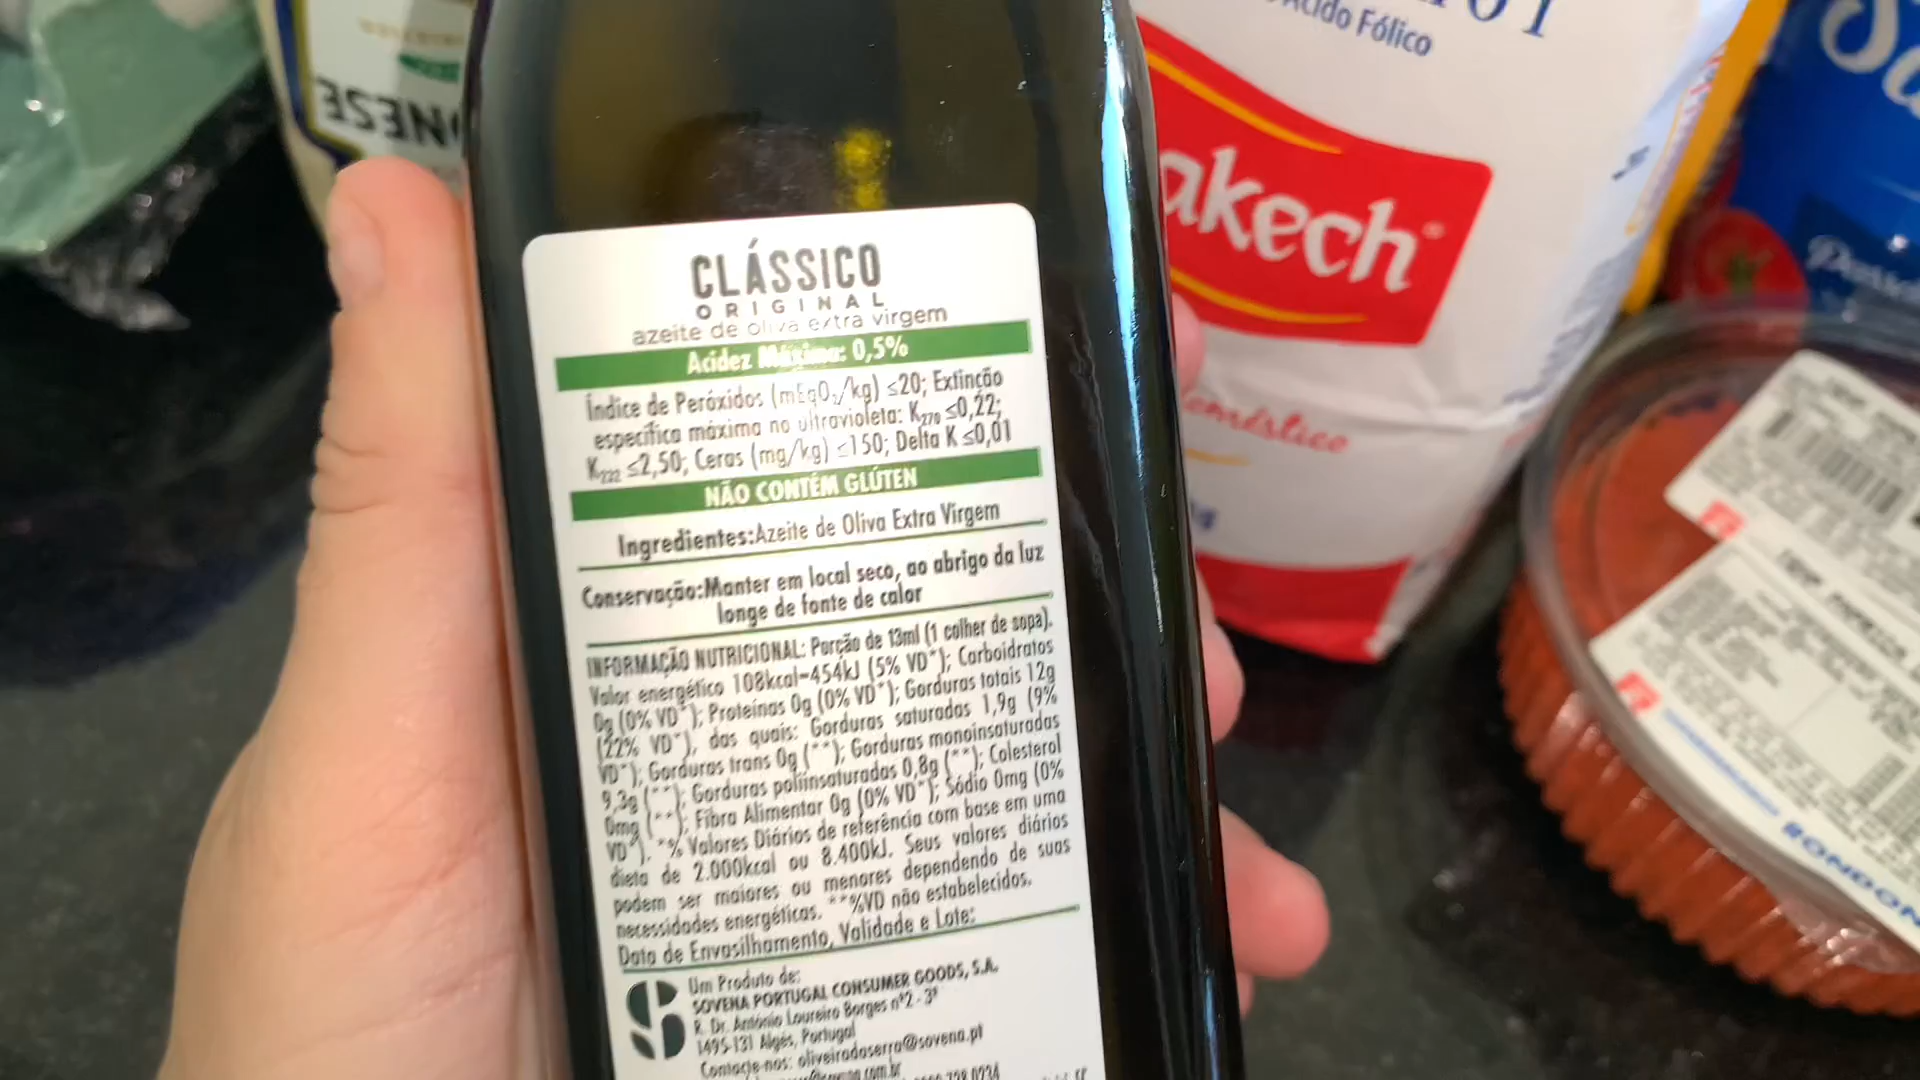 NESE
Ácido Fólico
akech
CLÁSSICO
ORIGINAL
azeite de oliva extra virgem
Acidez Máxima: 0,5%
Índice de Peróxidos (mEqO₂/kg) ≤20; Extinção
específica máxima no ultravioleta: K₂₇₀ ≤0,22;
K₂₃₂ ≤2,50; Ceras (mg/kg) ≤150; Delta K ≤0,01
NÃO CONTÉM GLÚTEN
Ingredientes:Azeite de Oliva Extra Virgem
Conservação:Manter em local seco, ao abrigo da luz
longe de fonte de calor
INFORMAÇÃO NUTRICIONAL: Porção de 13ml (1 colher de sopa).
Valor energético 108kcal=454kJ (5% VD*); Carboidratos
0g (0% VD*); Proteínas 0g (0% VD*); Gorduras totais 12g
(22% VD*), das quais: Gorduras saturadas 1,9g (9%
VD*); Gorduras trans 0g (**); Gorduras monoinsaturadas
9,3g (**); Gorduras poliinsaturadas 0,8g (**); Colesterol
0mg (**); Fibra Alimentar 0g (0% VD*); Sódio 0mg (0%
VD*). *% Valores Diários de referência com base em uma
dieta de 2.000kcal ou 8.400kJ. Seus valores diários
podem ser maiores ou menores dependendo de suas
necessidades energéticas. **%VD não estabelecidos.
Data de Envasilhamento, Validade e Lote:
Um Produto de:
SOVENA PORTUGAL CONSUMER GOODS, S.A.
R. Dr. António Loureiro Borges nº2 - 3º
1495-131 Algés, Portugal
Contacte-nos: oliveiradaserra@sovena.pt
doméstico